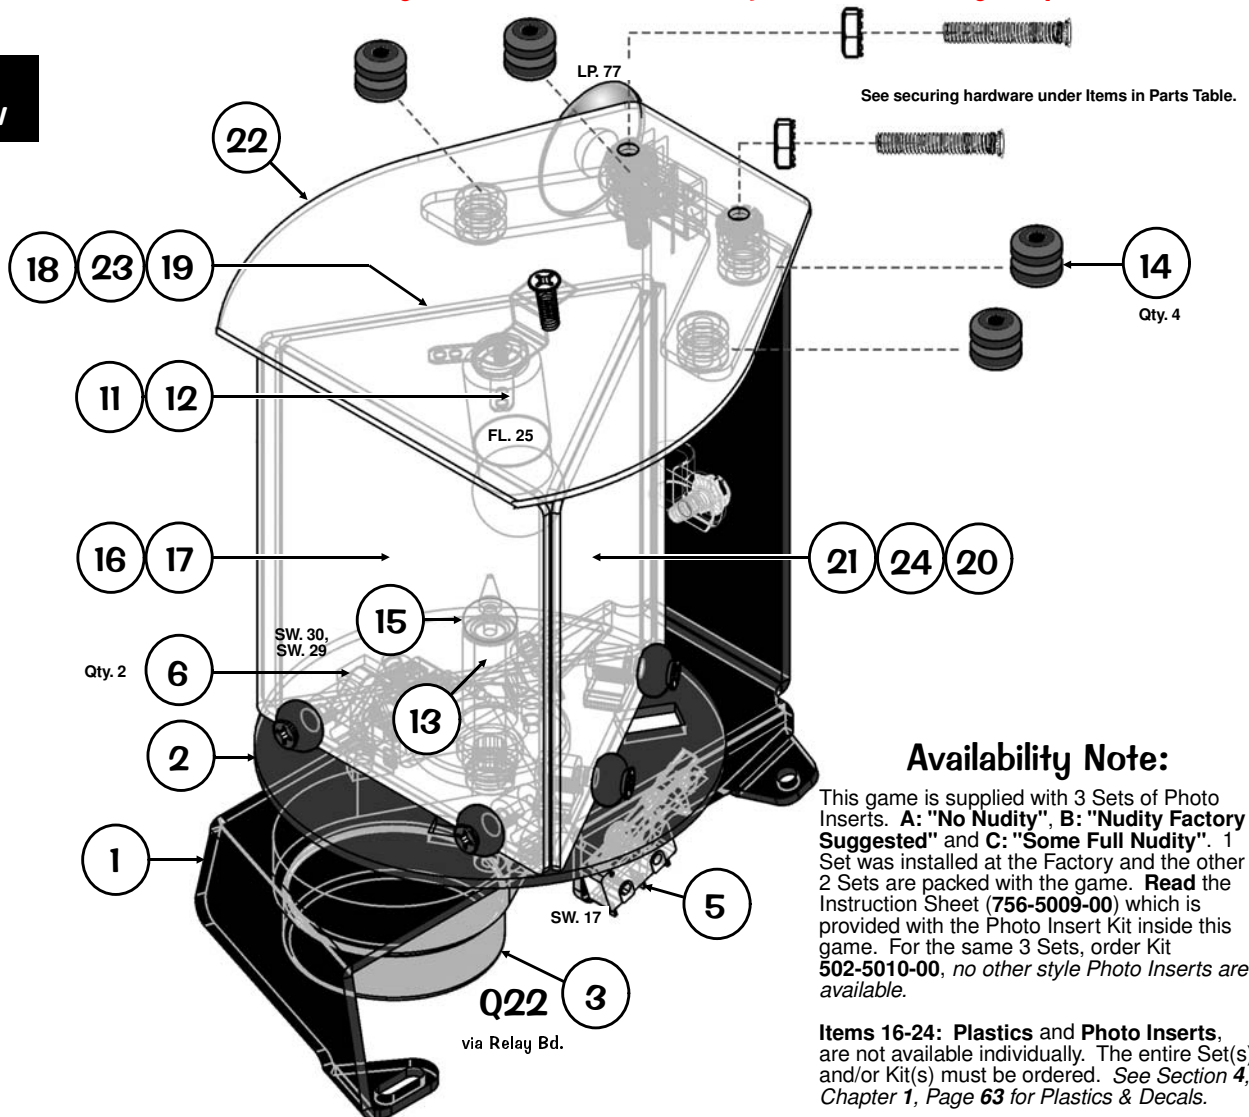 LP. 77
See securing hardware under Items in Parts Table.
22
18 23 19
14
Qty. 4
11 12
FL. 25
16 17
21 24 20
15
SW. 30,
SW. 29
Qty. 2
6
13
2
1
5
SW. 17
3
Q22
via Relay Bd.
Availability Note:
This game is supplied with 3 Sets of Photo
Inserts. A: "No Nudity", B: "Nudity Factory
Suggested" and C: "Some Full Nudity". 1
Set was installed at the Factory and the other
2 Sets are packed with the game. Read the
Instruction Sheet (756-5009-00) which is
provided with the Photo Insert Kit inside this
game. For the same 3 Sets, order Kit
502-5010-00, no other style Photo Inserts are
available.
Items 16-24: Plastics and Photo Inserts,
are not available individually. The entire Set(s)
and/or Kit(s) must be ordered. See Section 4,
Chapter 1, Page 63 for Plastics & Decals.